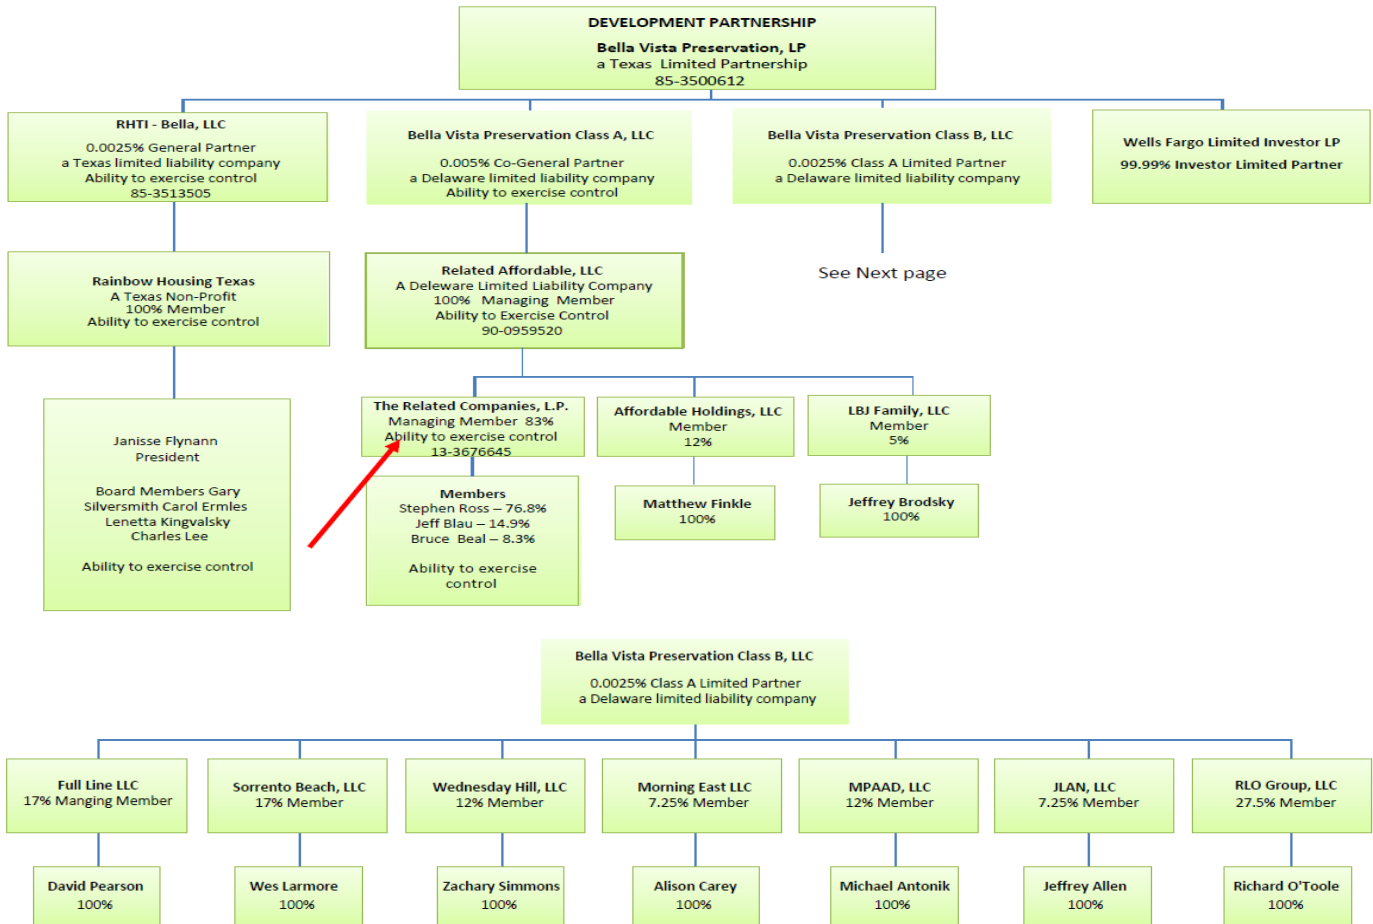 DEVELOPMENT PARTNERSHIP
Bella Vista Preservation, LP
a Texas Limited Partnership
85-3500612
RHTI - Bella, LLC
0.0025% General Partner
a Texas limited liability company
Ability to exercise control
85-3513505
Bella Vista Preservation Class A, LLC
0.005% Co-General Partner
a Delaware limited liability company
Ability to exercise control
Bella Vista Preservation Class B, LLC
0.0025% Class A Limited Partner
a Delaware limited liability company
Wells Fargo Limited Investor LP
99.99% Investor Limited Partner
Rainbow Housing Texas
A Texas Non-Profit
100% Member
Ability to exercise control
Related Affordable, LLC
A Deleware Limited Liability Company
100% Managing Member
Ability to Exercise Control
90-0959520
See Next page
Janisse Flynann
President
Board Members Gary
Silversmith Carol Ermles
Lenetta Kingvalsky
Charles Lee
Ability to exercise control
The Related Companies, L.P.
Managing Member 83%
Ability to exercise control
13-3676645
Affordable Holdings, LLC
Member
12%
LBJ Family, LLC
Member
5%
Members
Stephen Ross – 76.8%
Jeff Blau – 14.9%
Bruce Beal – 8.3%
Ability to exercise
control
Matthew Finkle
100%
Jeffrey Brodsky
100%
Bella Vista Preservation Class B, LLC
0.0025% Class A Limited Partner
a Delaware limited liability company
Full Line LLC
17% Manging Member
Sorrento Beach, LLC
17% Member
Wednesday Hill, LLC
12% Member
Morning East LLC
7.25% Member
MPAAD, LLC
12% Member
JLAN, LLC
7.25% Member
RLO Group, LLC
27.5% Member
David Pearson
100%
Wes Larmore
100%
Zachary Simmons
100%
Alison Carey
100%
Michael Antonik
100%
Jeffrey Allen
100%
Richard O'Toole
100%